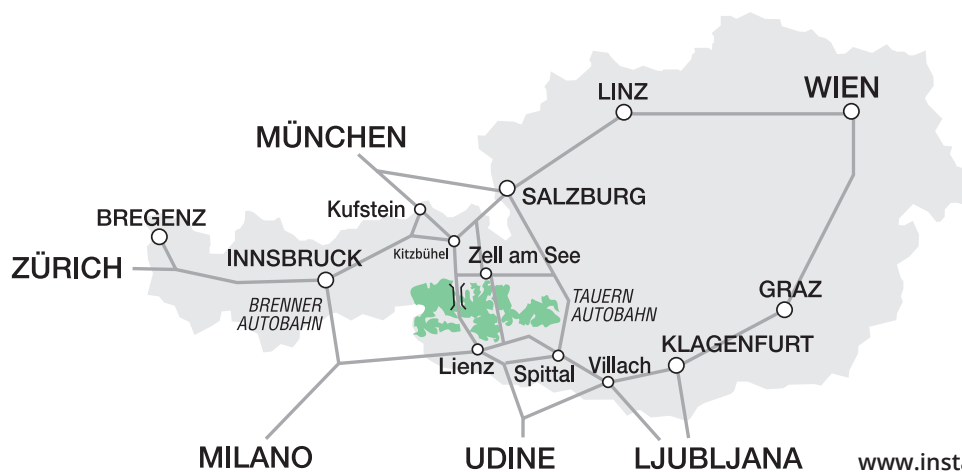 WIEN
LINZ
MÜNCHEN
SALZBURG
Kufstein
BREGENZ
Kitzbühel
Zell am See
INNSBRUCK
ZÜRICH
BRENNER
AUTOBAHN
TAUERN
AUTOBAHN
GRAZ
KLAGENFURT
Lienz
Spittal
Villach
MILANO
UDINE
LJUBLJANA
www.insta